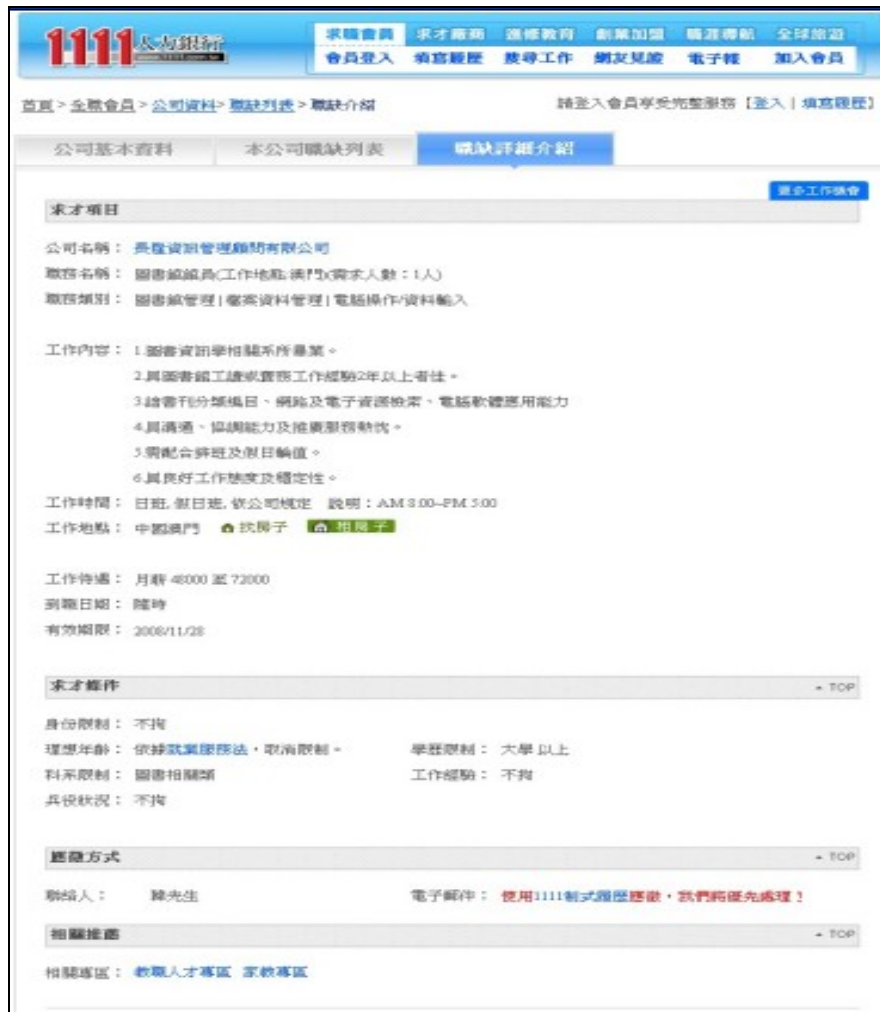 1111 人力銀行
www.1111.com.tw
求職會員 求才廠商 進修教育 創業加盟 職涯導航 全球旅遊
會員登入 填寫履歷 搜尋工作 網友見證 電子報 加入會員
首頁 > 全職會員 > 公司資料 > 職缺列表 > 職缺介紹
請登入會員享受完整服務【登入 | 填寫履歷】
公司基本資料 本公司職缺列表 職缺詳細介紹
更多工作機會
求才項目
公司名稱： 資訊管理顧問有限公司
職務名稱： 圖書館館員(工作地點:澳門)(需求人數：1人)
職務類別： 圖書館管理 | 檔案資料管理 | 電腦操作/資料輸入
工作內容： 1.圖書資訊學相關系所畢業。
2.具圖書館工讀或實務工作經驗2年以上者佳。
3.諳書刊分類編目、網路及電子資源檢索、電腦軟體應用能力
4.具溝通、協調能力及推廣服務熱忱。
5.需配合排班及假日輪值。
6.具良好工作態度及穩定性。
工作時間： 日班, 假日班, 依公司規定 說明：AM 8:00~PM 5:00
工作地點： 中國澳門 找房子 租房子
工作待遇： 月薪 48000 至 72000
到職日期： 隨時
有效期限： 2008/11/28
求才條件 TOP
身份限制： 不拘
理想年齡： 依據就業服務法，取消限制。 學歷限制： 大學 以上
科系限制： 圖書相關類 工作經驗： 不拘
兵役狀況： 不拘
應徵方式 TOP
聯絡人： 先生 電子郵件： 使用1111制式履歷應徵，我們將優先處理！
相關推薦 TOP
相關專區： 教職人才專區 家教專區